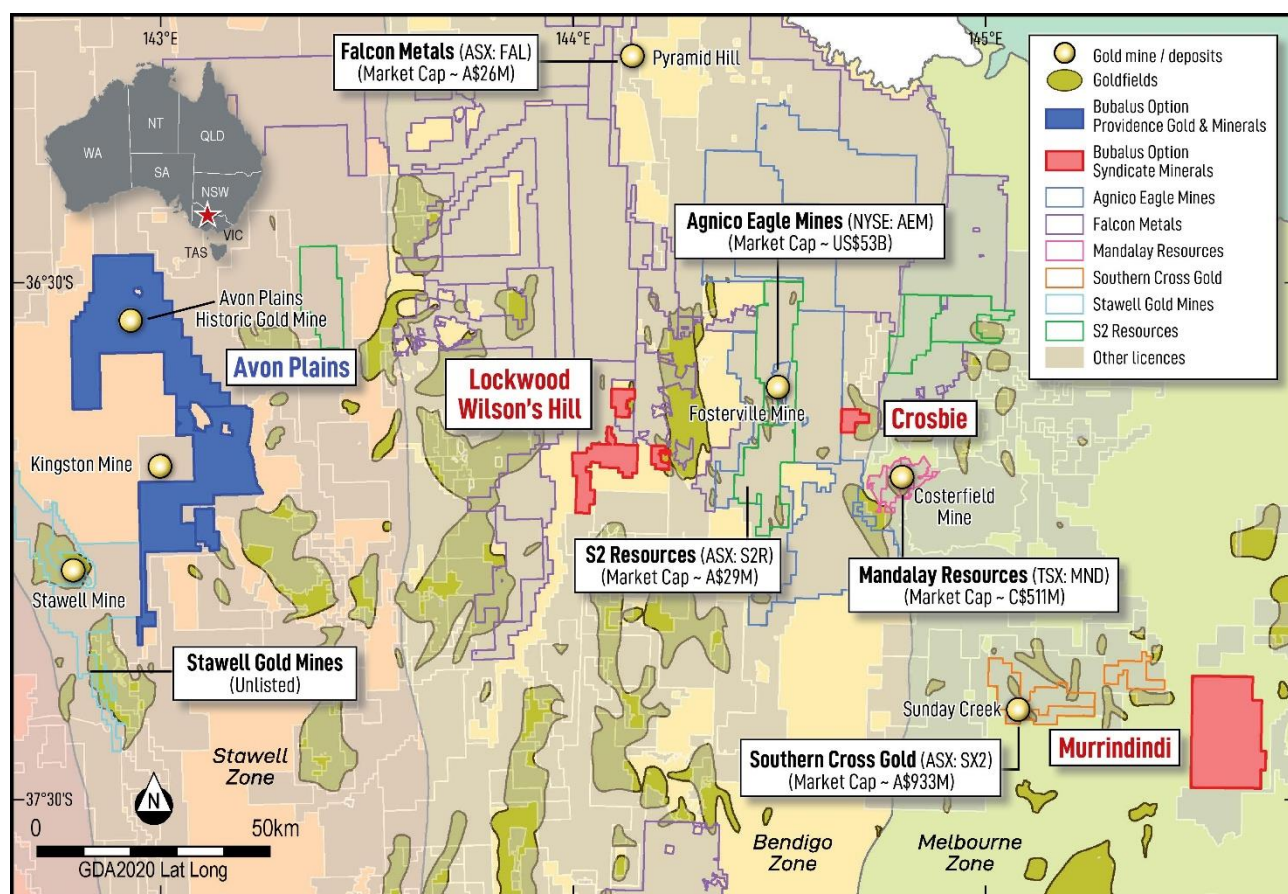 143°E
144°E
145°E
Falcon Metals (ASX: FAL)
(Market Cap ~ A$26M)
Pyramid Hill
Gold mine / deposits
Goldfields
Bubalus Option
Providence Gold & Minerals
Bubalus Option
Syndicate Minerals
Agnico Eagle Mines
Falcon Metals
Mandalay Resources
Southern Cross Gold
Stawell Gold Mines
S2 Resources
Other licences
WA
NT
QLD
SA
NSW
VIC
TAS
Agnico Eagle Mines (NYSE: AEM)
(Market Cap ~ US$53B)
36°30'S
Avon Plains
Historic Gold Mine
Avon Plains
Lockwood
Wilson's Hill
Fosterville Mine
Crosbie
Kingston Mine
Costerfield
Mine
S2 Resources (ASX: S2R)
(Market Cap ~ A$29M)
Mandalay Resources (TSX: MND)
(Market Cap ~ C$511M)
Stawell Mine
Stawell Gold Mines
(Unlisted)
Sunday Creek
Murrindindi
Southern Cross Gold (ASX: SX2)
(Market Cap ~ A$933M)
Stawell
Zone
37°30'S
N
0
50km
GDA2020 Lat Long
Bendigo
Zone
Melbourne
Zone